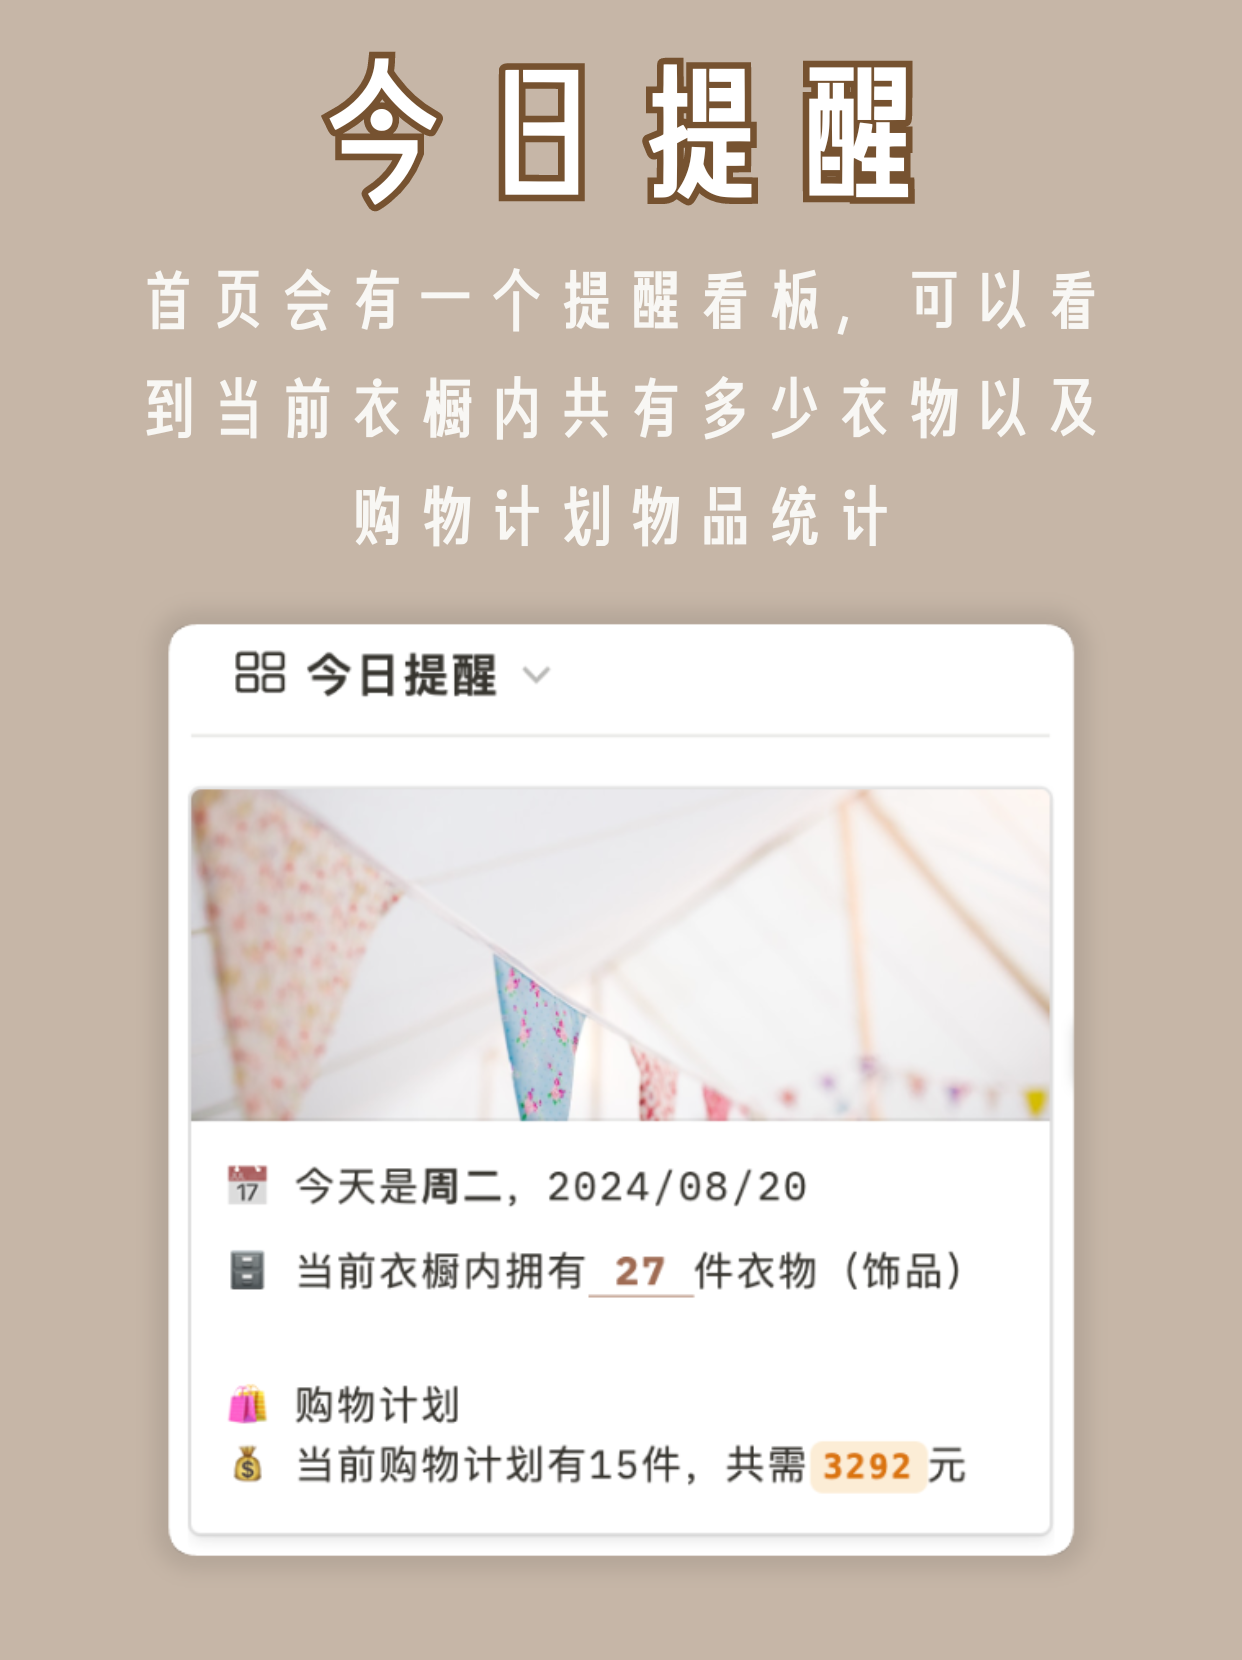 今日提醒
首页会有一个提醒看板，可以看
到当前衣橱内共有多少衣物以及
购物计划物品统计
今日提醒
17
今天是周二，2024/08/20
当前衣橱内拥有 27 件衣物（饰品）
购物计划
当前购物计划有15件，共需3292元